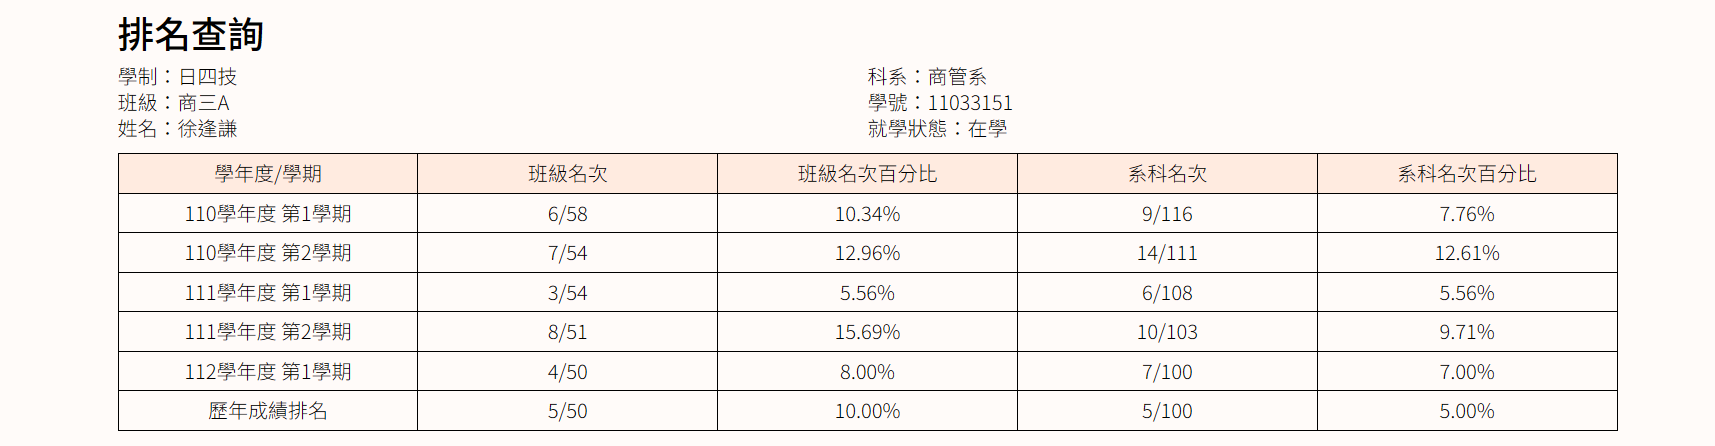 排名查詢
學制：日四技 科系：商管系
班級：商三A 學號：11033151
姓名：徐逢謙 就學狀態：在學
學年度/學期 班級名次 班級名次百分比 系科名次 系科名次百分比
110學年度 第1學期 6/58 10.34% 9/116 7.76%
110學年度 第2學期 7/54 12.96% 14/111 12.61%
111學年度 第1學期 3/54 5.56% 6/108 5.56%
111學年度 第2學期 8/51 15.69% 10/103 9.71%
112學年度 第1學期 4/50 8.00% 7/100 7.00%
歷年成績排名 5/50 10.00% 5/100 5.00%